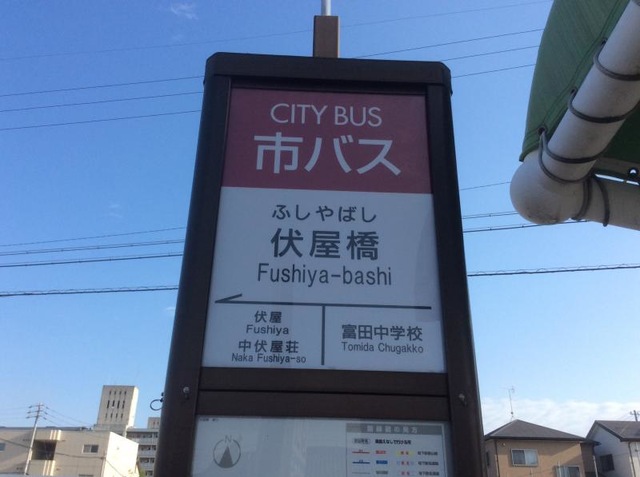 CITY BUS
市バス
ふしやばし
伏屋橋
Fushiya-bashi
伏屋
Fushiya
中伏屋荘
Naka Fushiya-so
富田中学校
Tomida Chugakko
N